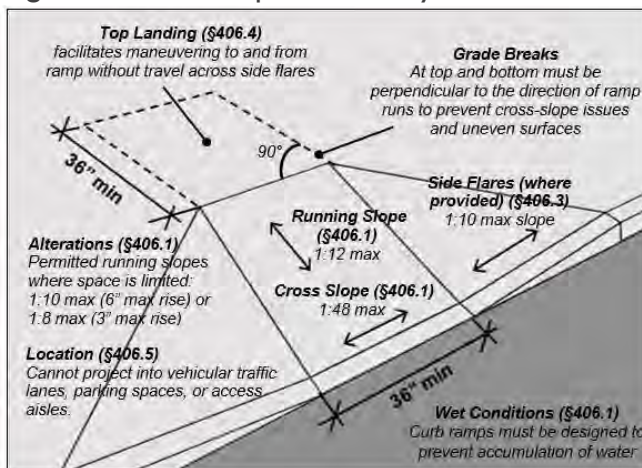 Top Landing (§406.4)
facilitates maneuvering to and from
ramp without travel across side flares
Grade Breaks
At top and bottom must be
perpendicular to the direction of ramp
runs to prevent cross-slope issues
and uneven surfaces
90°
36" min
Side Flares (where
provided) (§406.3)
1:10 max slope
Running Slope
(§406.1)
1:12 max
Alterations (§406.1)
Permitted running slopes
where space is limited:
1:10 max (6" max rise) or
1:8 max (3" max rise)
Cross Slope (§406.1)
1:48 max
Location (§406.5)
Cannot project into vehicular traffic
lanes, parking spaces, or access
aisles.
36" min
Wet Conditions (§406.1)
Curb ramps must be designed to
prevent accumulation of water